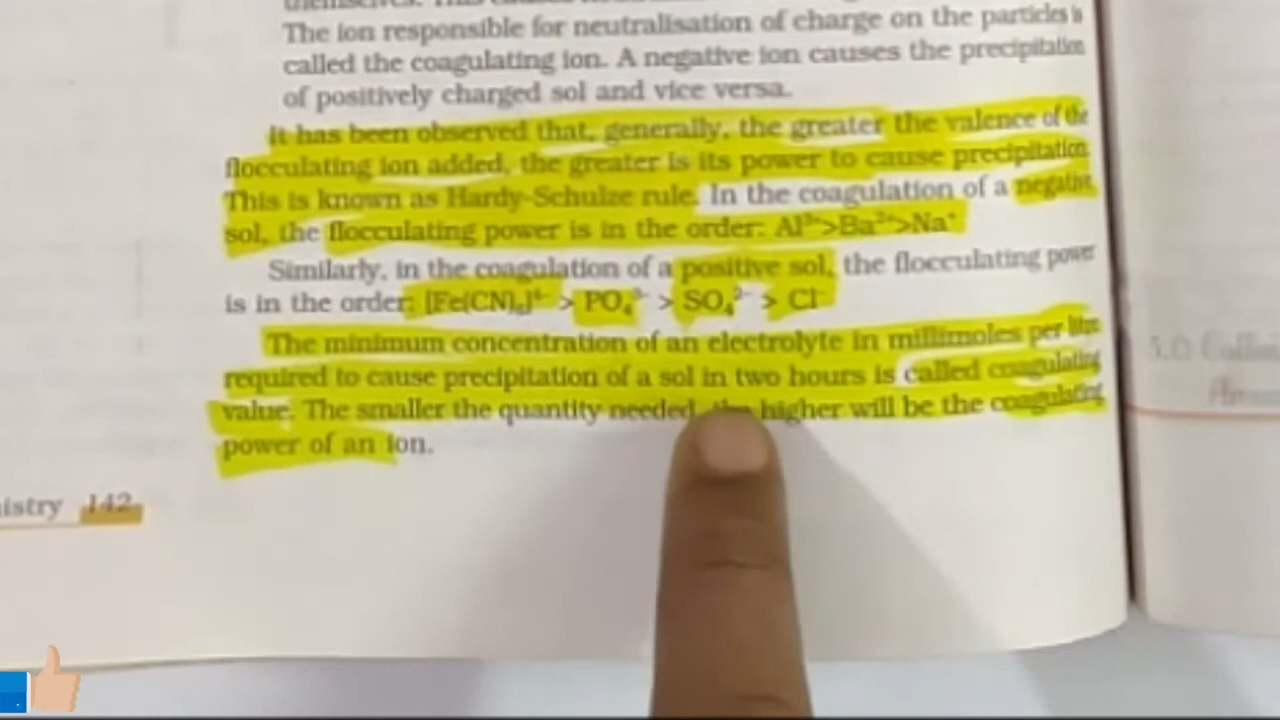 The ion responsible for neutralisation of charge on the particles is
called the coagulating ion. A negative ion causes the precipitation
of positively charged sol and vice versa.
It has been observed that, generally, the greater the valence of the
flocculating ion added, the greater is its power to cause precipitation.
This is known as Hardy-Schulze rule. In the coagulation of a negative
sol, the flocculating power is in the order: Al³⁺>Ba²⁺>Na⁺
Similarly, in the coagulation of a positive sol, the flocculating power
is in the order: [Fe(CN)₆]⁴⁻ > PO₄³⁻ > SO₄²⁻ > Cl⁻
The minimum concentration of an electrolyte in millimoles per litre
required to cause precipitation of a sol in two hours is called coagulating
value. The smaller the quantity needed, the higher will be the coagulating
power of an ion.
istry 142